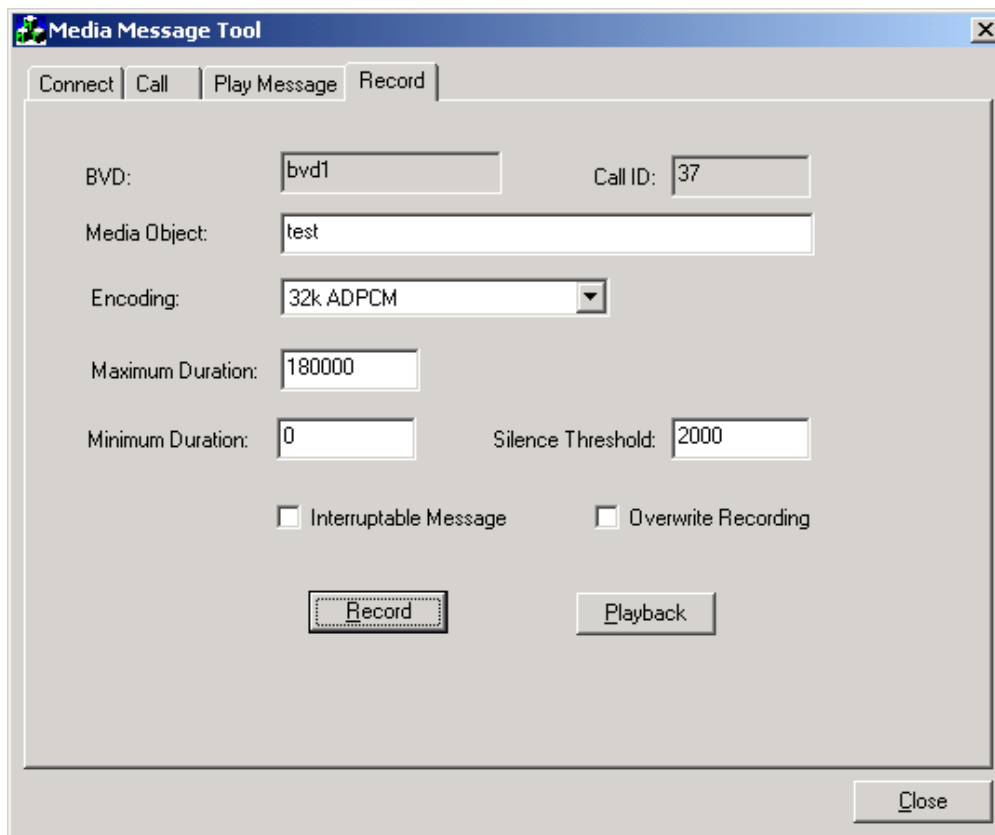 Media Message Tool
Connect Call Play Message Record
BVD: bvd1 Call ID: 37
Media Object: test
Encoding: 32k ADPCM
Maximum Duration: 180000
Minimum Duration: 0 Silence Threshold: 2000
Interruptable Message Overwrite Recording
Record Playback
Close